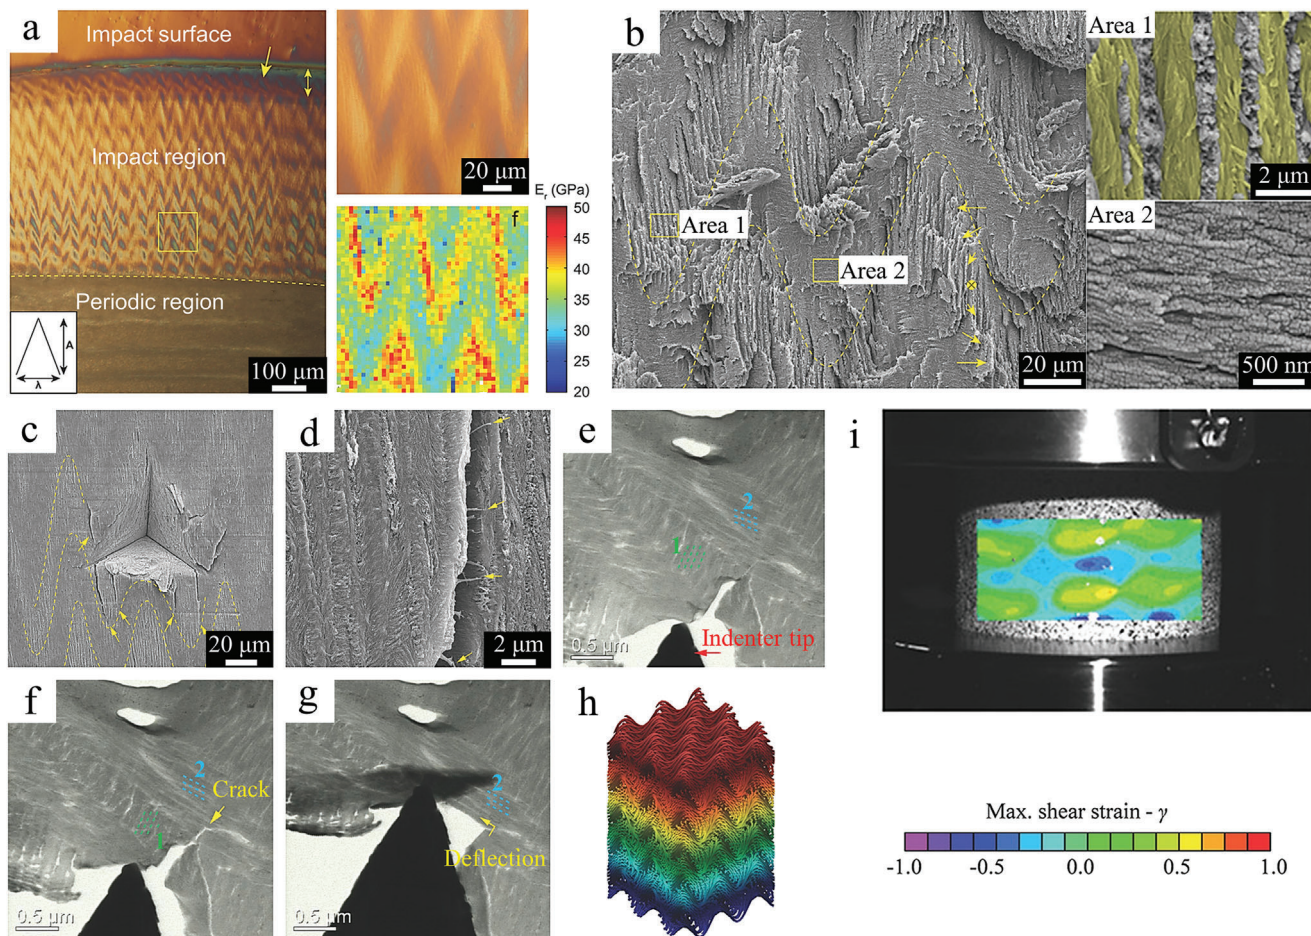 a
Impact surface
Impact region
Periodic region
A
λ
100 μm
20 μm
Er (GPa)
f
50
45
40
35
30
25
20
b
Area 1
Area 2
20 μm
Area 1
2 μm
Area 2
500 nm
c
20 μm
d
2 μm
e
2
1
Indenter tip
0.5 μm
f
2
Crack
1
0.5 μm
g
2
Deflection
0.5 μm
h
i
Max. shear strain - γ
-1.0 -0.5 0.0 0.5 1.0